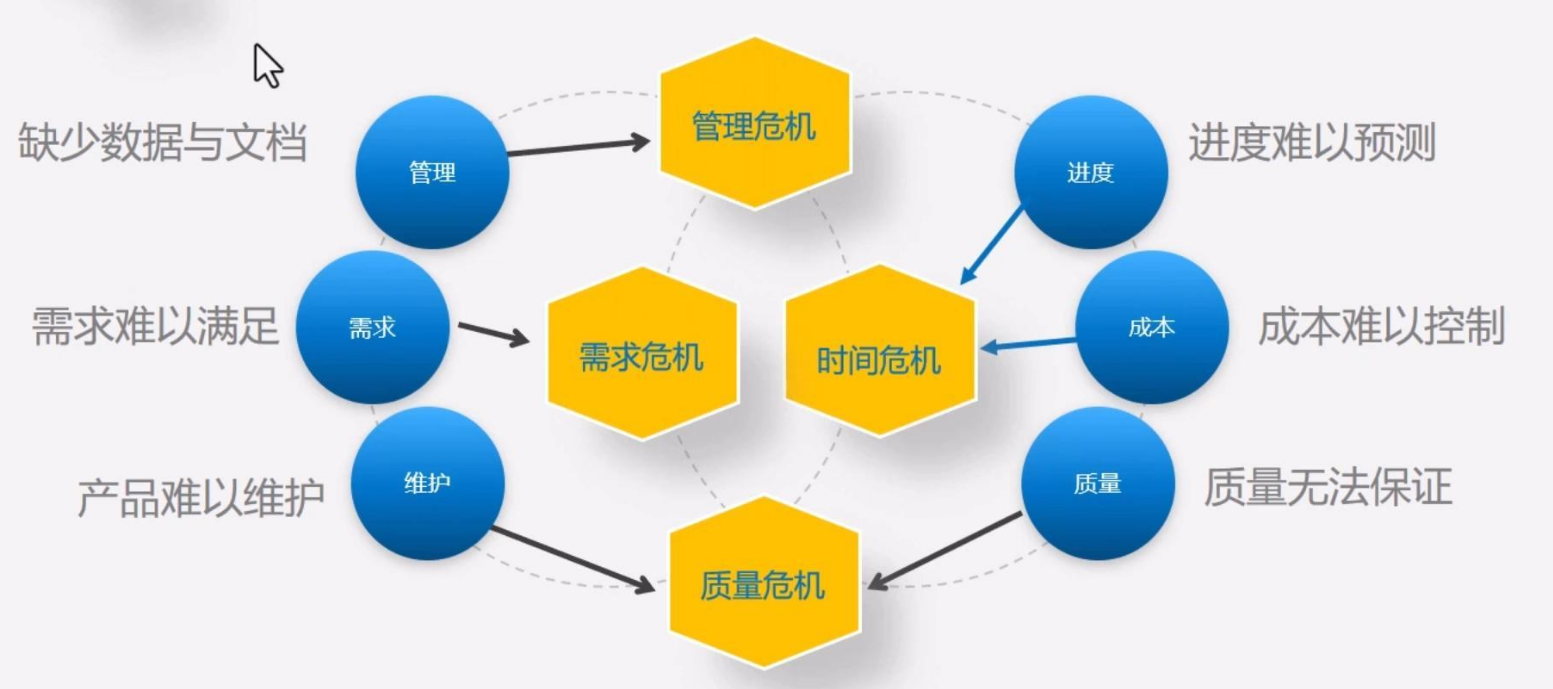 管理危机
缺少数据与文档
管理
进度
进度难以预测
需求难以满足
需求
需求危机
时间危机
成本
成本难以控制
产品难以维护
维护
质量危机
质量
质量无法保证